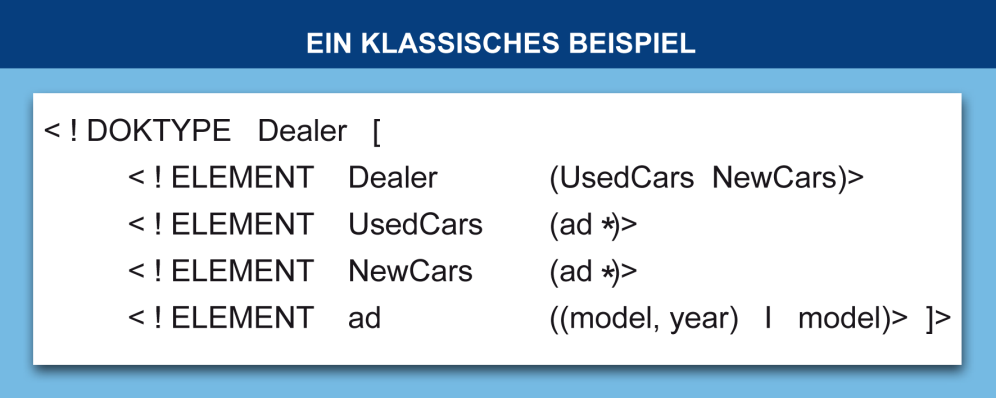 EIN KLASSISCHES BEISPIEL
< ! DOKTYPE Dealer [
< ! ELEMENT Dealer (UsedCars NewCars)>
< ! ELEMENT UsedCars (ad *)>
< ! ELEMENT NewCars (ad *)>
< ! ELEMENT ad ((model, year) I model)> ]>